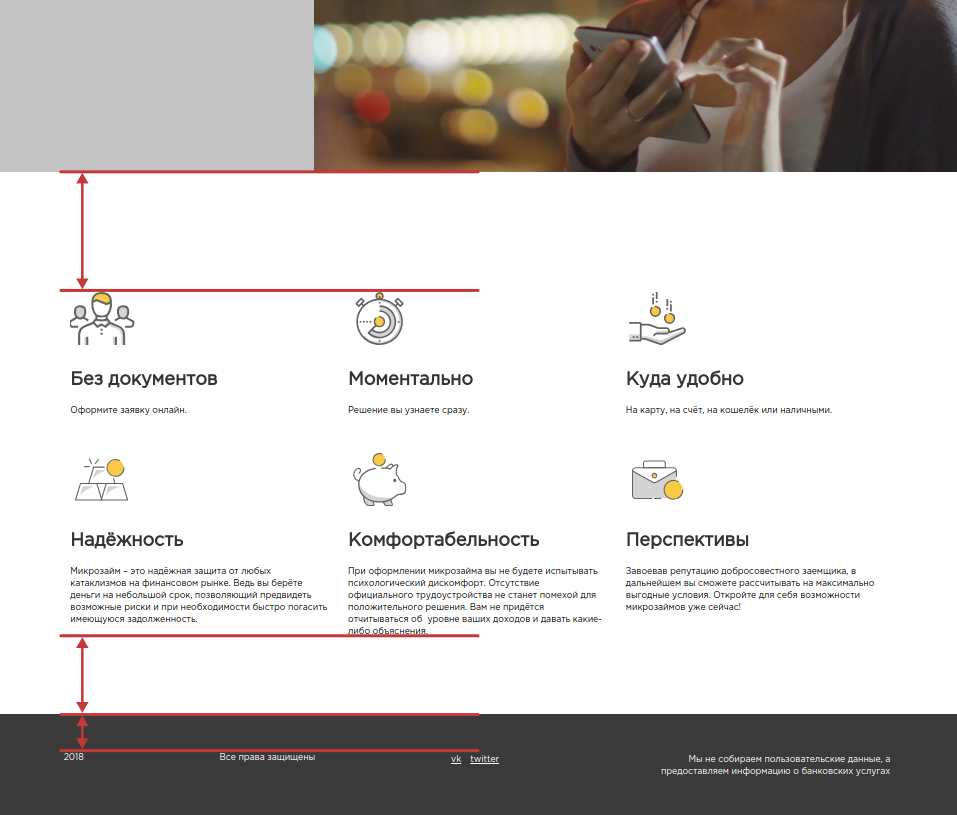 Без документов
Оформите заявку онлайн.
Моментально
Решение вы узнаете сразу.
Куда удобно
На карту, на счёт, на кошелёк или наличными.
Надёжность
Микрозайм – это надёжная защита от любых
катаклизмов на финансовом рынке. Ведь вы берёте
деньги на небольшой срок, позволяющий предвидеть
возможные риски и при необходимости быстро погасить
имеющуюся задолженность.
Комфортабельность
При оформлении микрозайма вы не будете испытывать
психологический дискомфорт. Отсутствие
официального трудоустройства не станет помехой для
положительного решения. Вам не придётся
отчитываться об  уровне ваших доходов и давать какие-
либо объяснения.
Перспективы
Завоевав репутацию добросовестного заемщика, в
дальнейшем вы сможете рассчитывать на максимально
выгодные условия. Откройте для себя возможности
микрозаймов уже сейчас!
2018
Все права защищены
vk twitter
Мы не собираем пользовательские данные, а
предоставляем информацию о банковских услугах